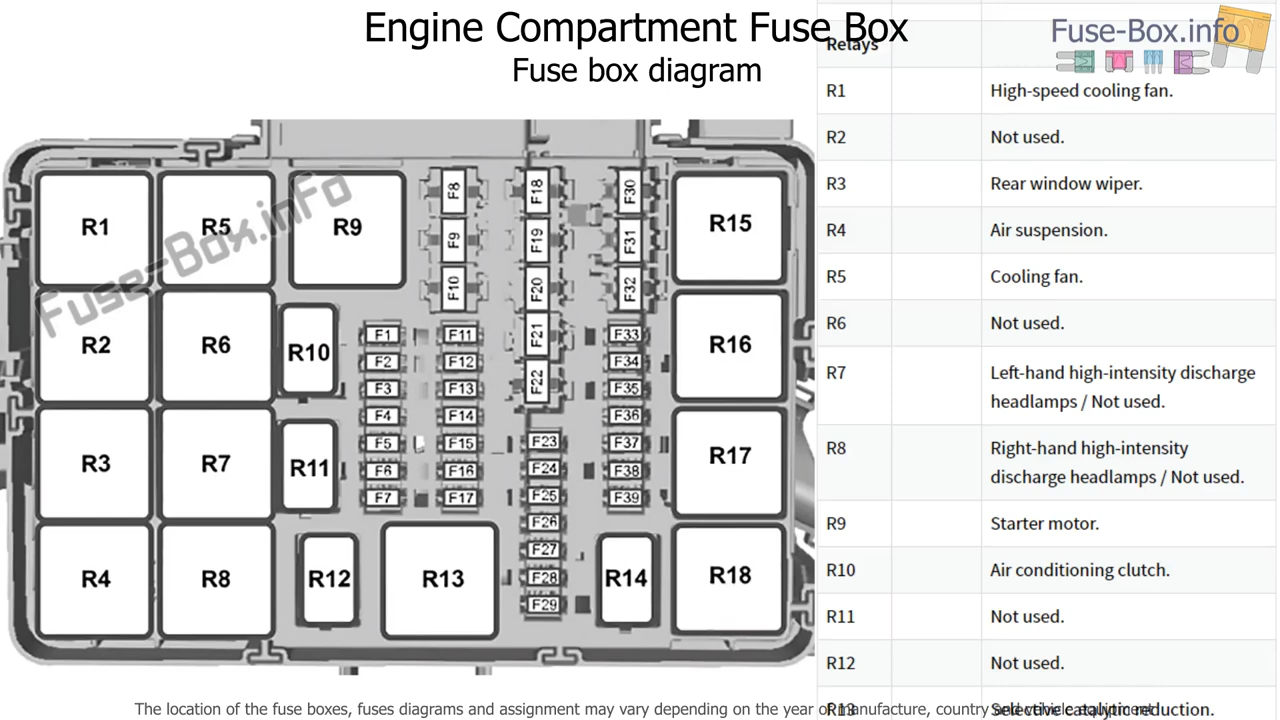 Engine Compartment Fuse Box
Fuse box diagram
Fuse-Box.info
Relays
R1 High-speed cooling fan.
R2 Not used.
R3 Rear window wiper.
R4 Air suspension.
R5 Cooling fan.
R6 Not used.
R7 Left-hand high-intensity discharge
headlamps / Not used.
R8 Right-hand high-intensity
discharge headlamps / Not used.
R9 Starter motor.
R10 Air conditioning clutch.
R11 Not used.
R12 Not used.
R13 Selective catalytic reduction.
Fuse-Box.info
R1 R5 R9 F8 F18 F30 R15
F9 F19 F31
F10 F20 F32
R2 R6 R10 F1 F11 F21 F33 R16
F2 F12 F34
F3 F13 F22 F35
F4 F14 F36
R3 R7 R11 F5 F15 F23 F37 R17
F6 F16 F24 F38
F7 F17 F25 F39
F26
F27
R4 R8 R12 R13 F28 R14 R18
F29
The location of the fuse boxes, fuses diagrams and assignment may vary depending on the year of manufacture, country and vehicle equipment